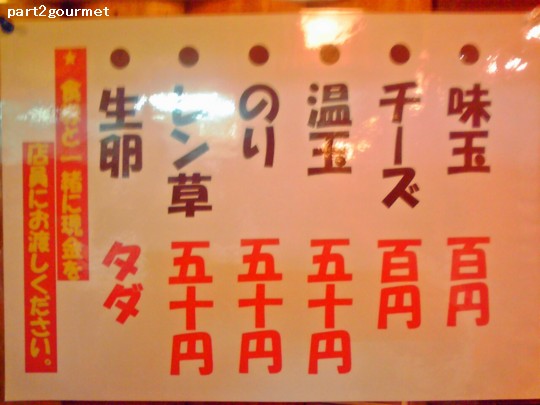 part2gourmet
味玉 百円
チーズ 百円
温玉 五十円
のり 五十円
レン草 五十円
生卵 タダ
★食券と一緒に現金を
店員にお渡しください。